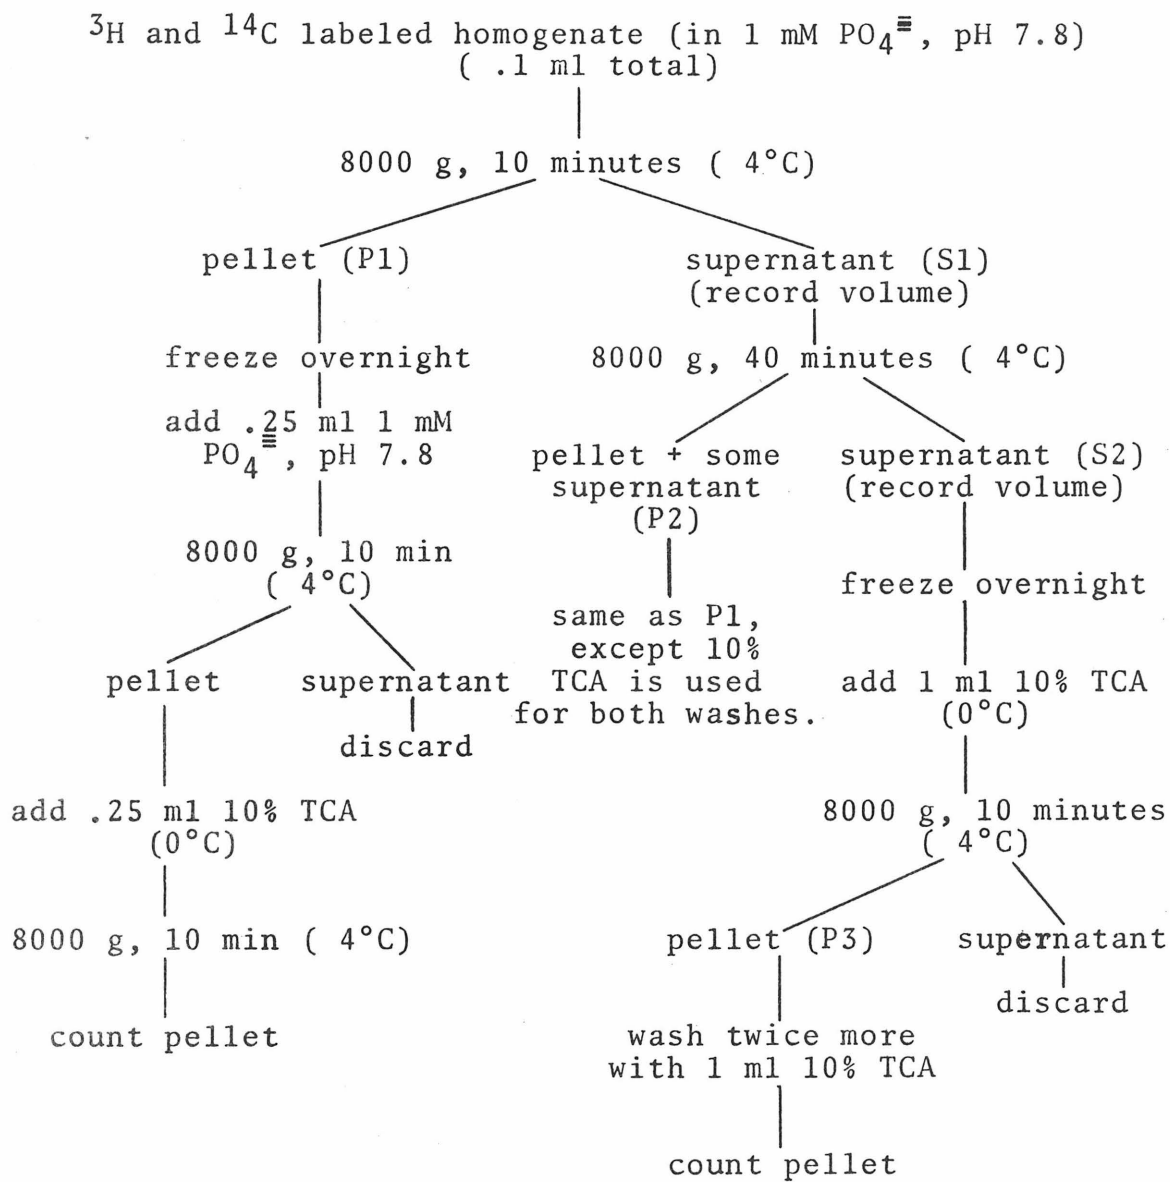 ³H and ¹⁴C labeled homogenate (in 1 mM PO₄≡, pH 7.8)
( .1 ml total)
8000 g, 10 minutes ( 4°C)
pellet (P1)
freeze overnight
add .25 ml 1 mM
PO₄≡, pH 7.8
8000 g, 10 min
( 4°C)
pellet
add .25 ml 10% TCA
(0°C)
8000 g, 10 min ( 4°C)
count pellet
supernatant
discard
supernatant (S1)
(record volume)
8000 g, 40 minutes ( 4°C)
pellet + some
supernatant
(P2)
same as P1,
except 10%
TCA is used
for both washes.
supernatant (S2)
(record volume)
freeze overnight
add 1 ml 10% TCA
(0°C)
8000 g, 10 minutes
( 4°C)
pellet (P3)
wash twice more
with 1 ml 10% TCA
count pellet
supernatant
discard